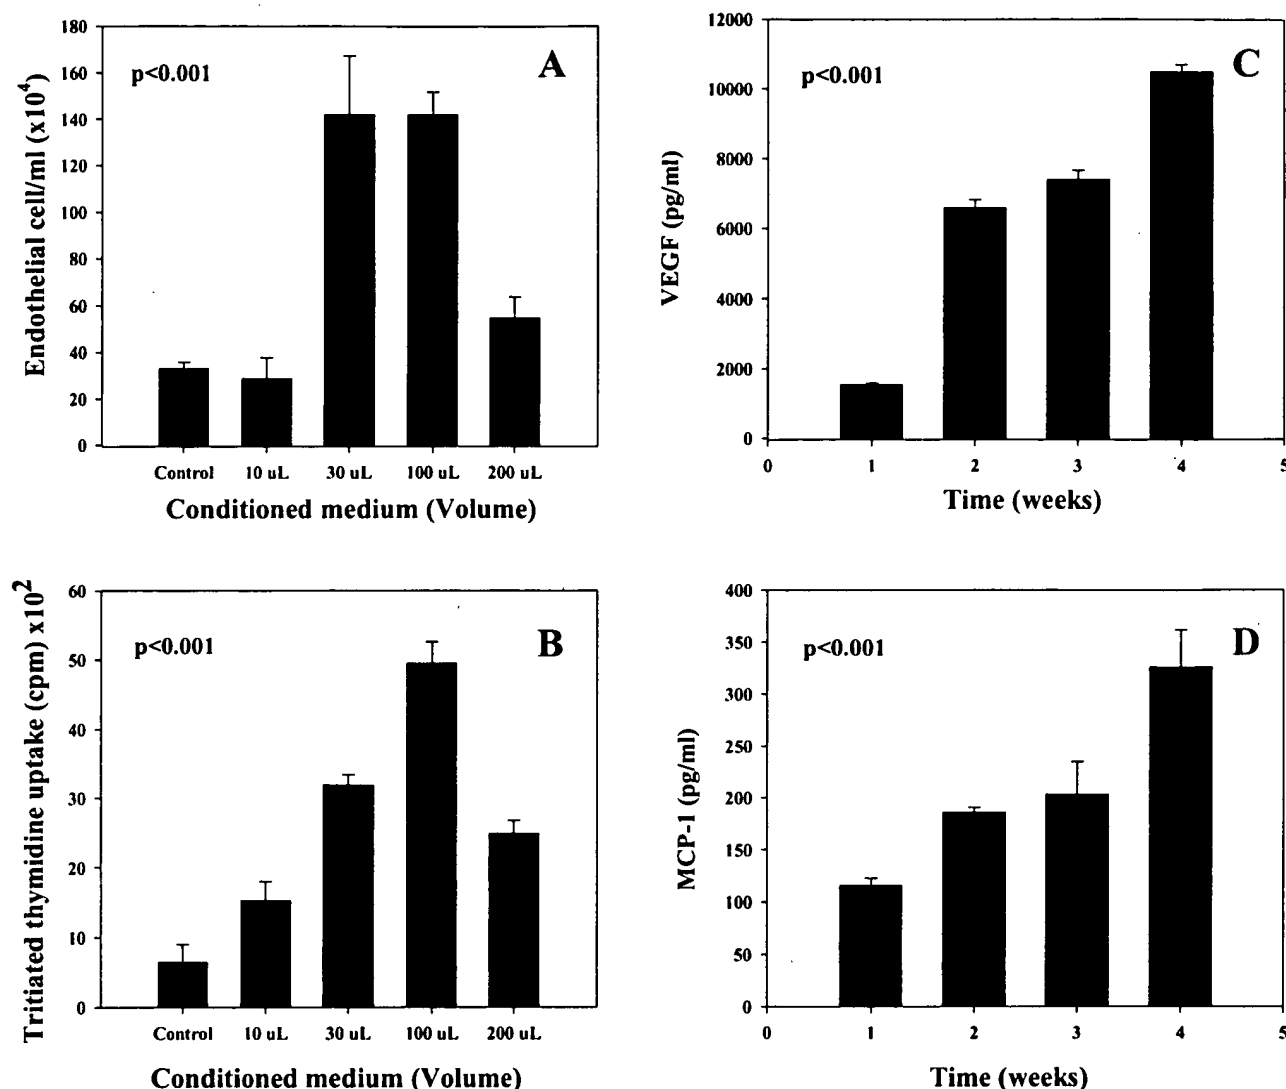 A
p<0.001
Endothelial cell/ml (x10⁴)
180
160
140
120
100
80
60
40
20
0
Control 10 uL 30 uL 100 uL 200 uL
Conditioned medium (Volume)
C
p<0.001
VEGF (pg/ml)
12000
10000
8000
6000
4000
2000
0
0 1 2 3 4 5
Time (weeks)
B
p<0.001
Tritiated thymidine uptake (cpm) x10²
60
50
40
30
20
10
0
Control 10 uL 30 uL 100 uL 200 uL
Conditioned medium (Volume)
D
p<0.001
MCP-1 (pg/ml)
400
350
300
250
200
150
100
50
0
0 1 2 3 4 5
Time (weeks)